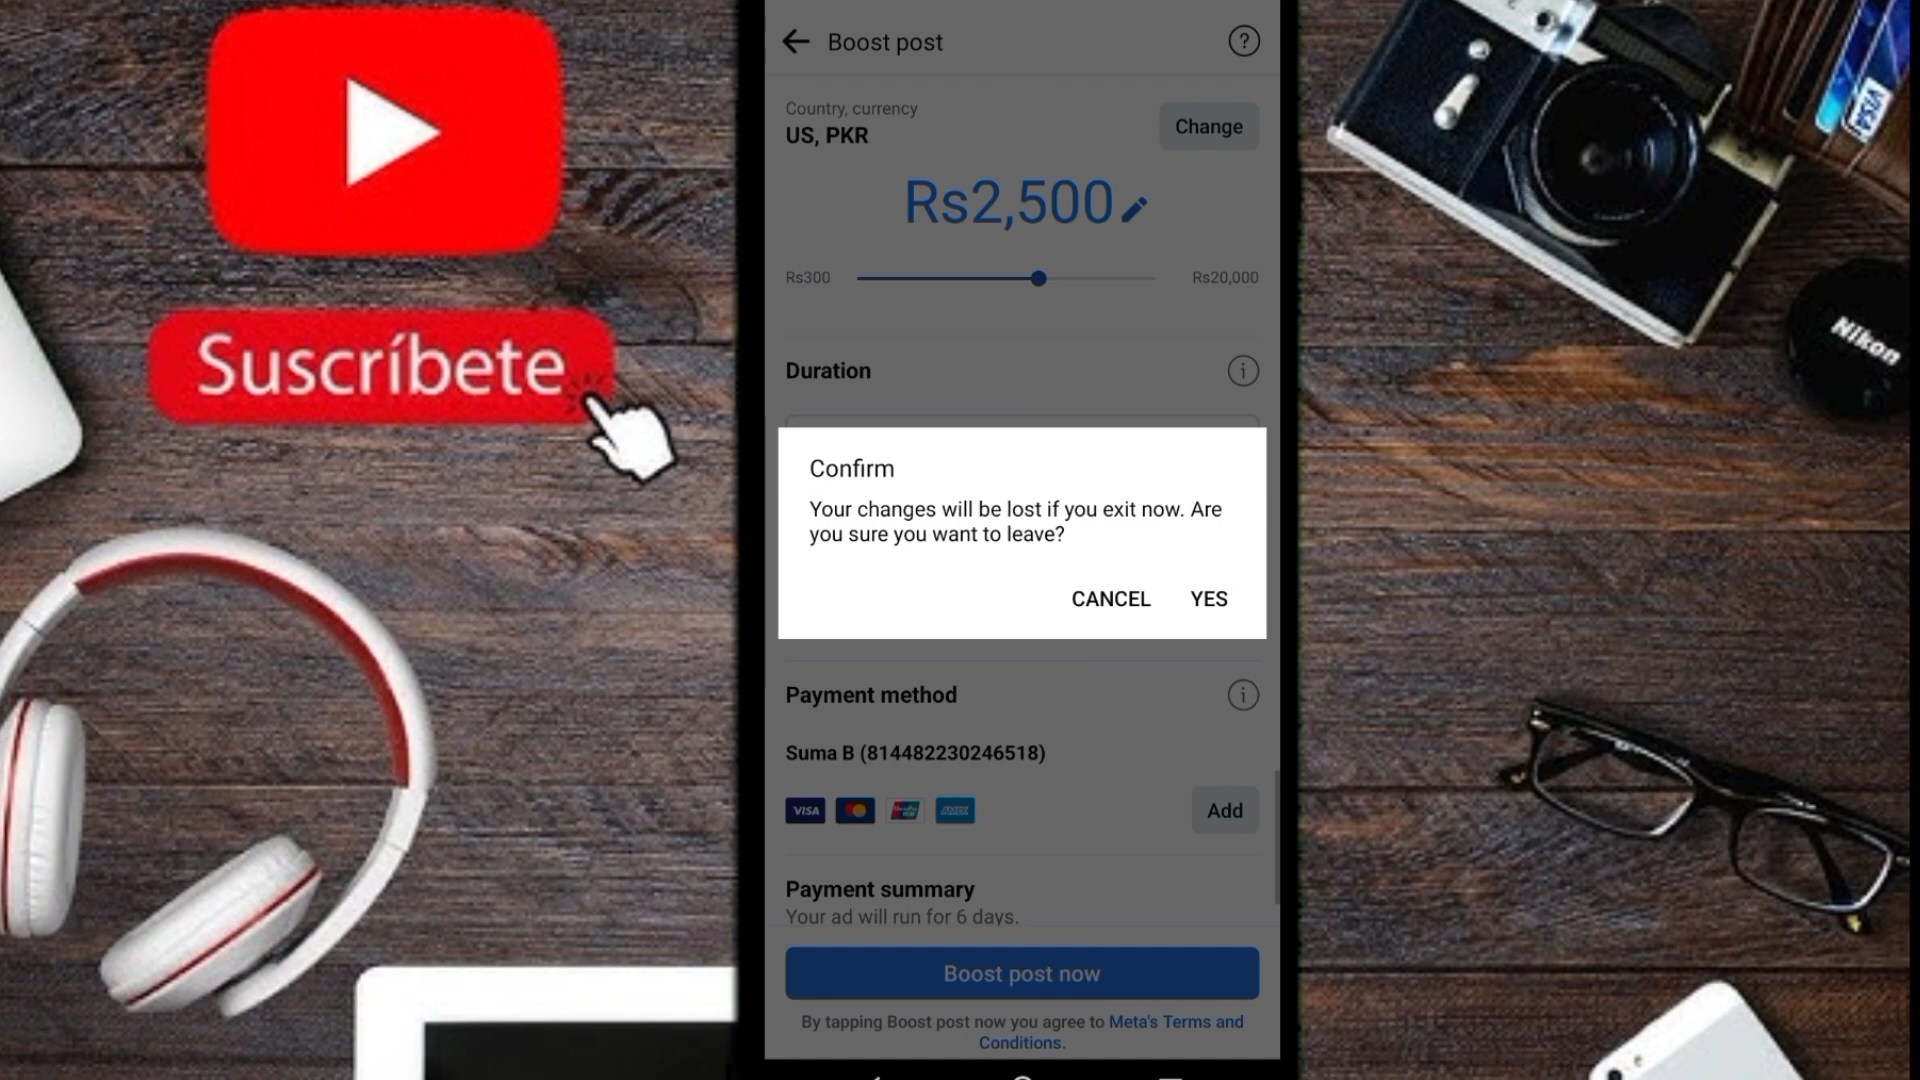 Suscríbete
Boost post
?
Country, currency
US, PKR
Change
Rs2,500
Rs300
Rs20,000
Duration
i
Confirm
Your changes will be lost if you exit now. Are
you sure you want to leave?
CANCEL
YES
Payment method
i
Suma B (814482230246518)
VISA
AMEX
Add
Payment summary
Your ad will run for 6 days.
Boost post now
By tapping Boost post now you agree to Meta's Terms and
Conditions.
Nikon
VISA